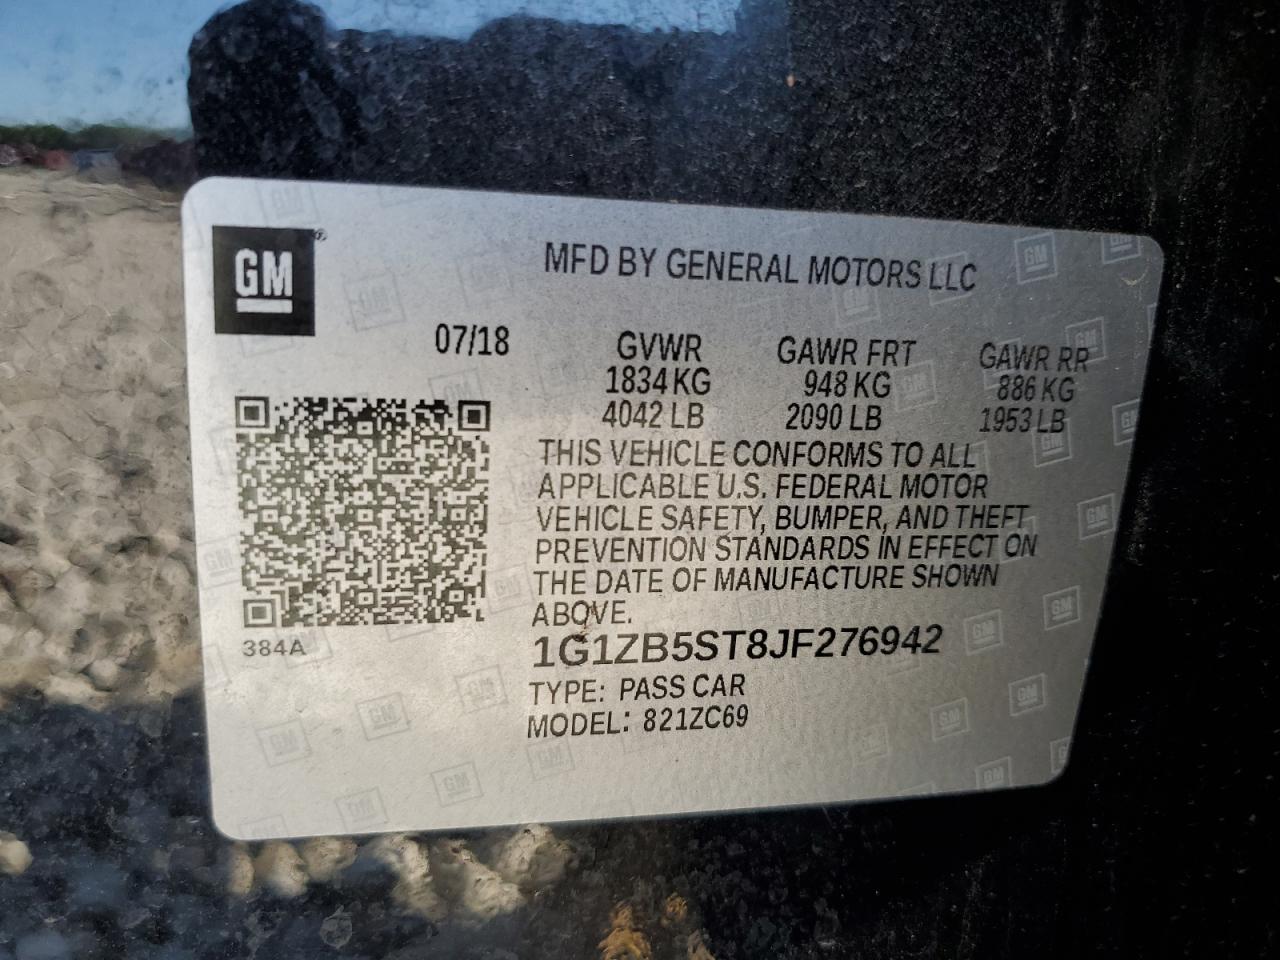 GM
MFD BY GENERAL MOTORS LLC
07/18
GVWR GAWR FRT GAWR RR
1834 KG 948 KG 886 KG
4042 LB 2090 LB 1953 LB
THIS VEHICLE CONFORMS TO ALL
APPLICABLE U.S. FEDERAL MOTOR
VEHICLE SAFETY, BUMPER, AND THEFT
PREVENTION STANDARDS IN EFFECT ON
THE DATE OF MANUFACTURE SHOWN
ABOVE.
384A
1G1ZB5ST8JF276942
TYPE: PASS CAR
MODEL: 821ZC69